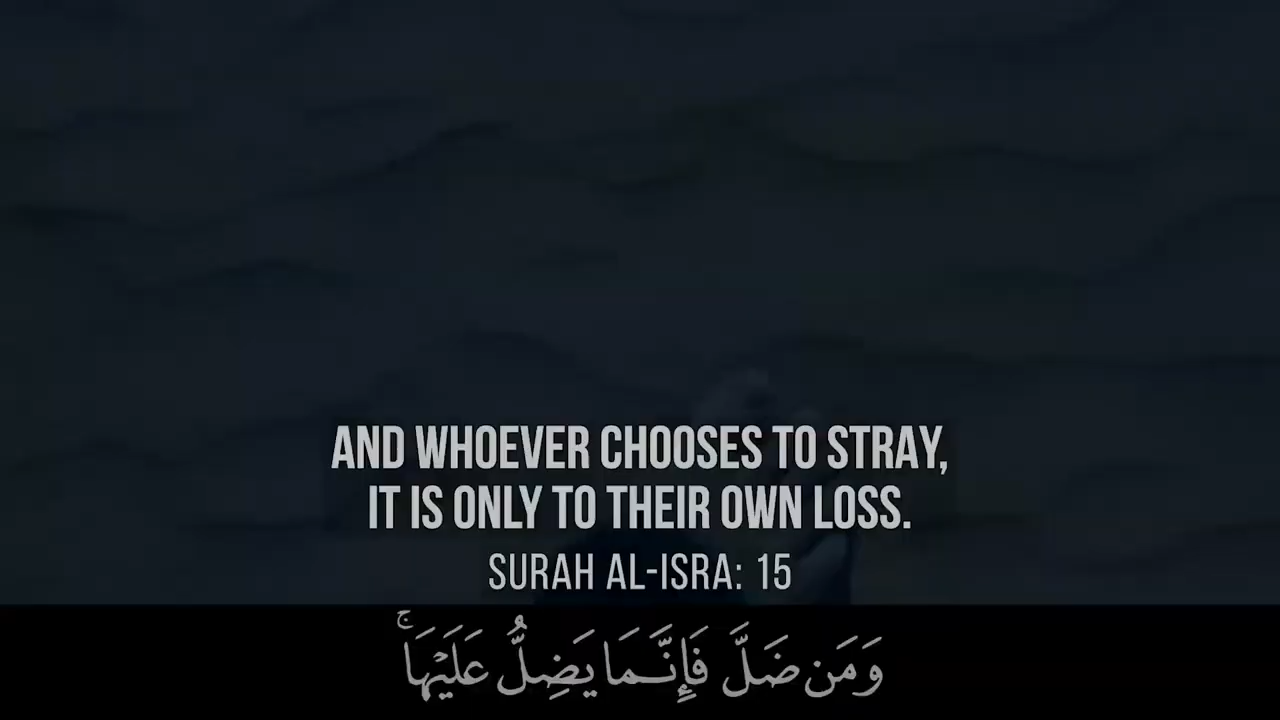 AND WHOEVER CHOOSES TO STRAY,
IT IS ONLY TO THEIR OWN LOSS.
SURAH AL-ISRA: 15
وَمَن ضَلَّ فَإِنَّمَا يَضِلُّ عَلَيْهَا ۚ